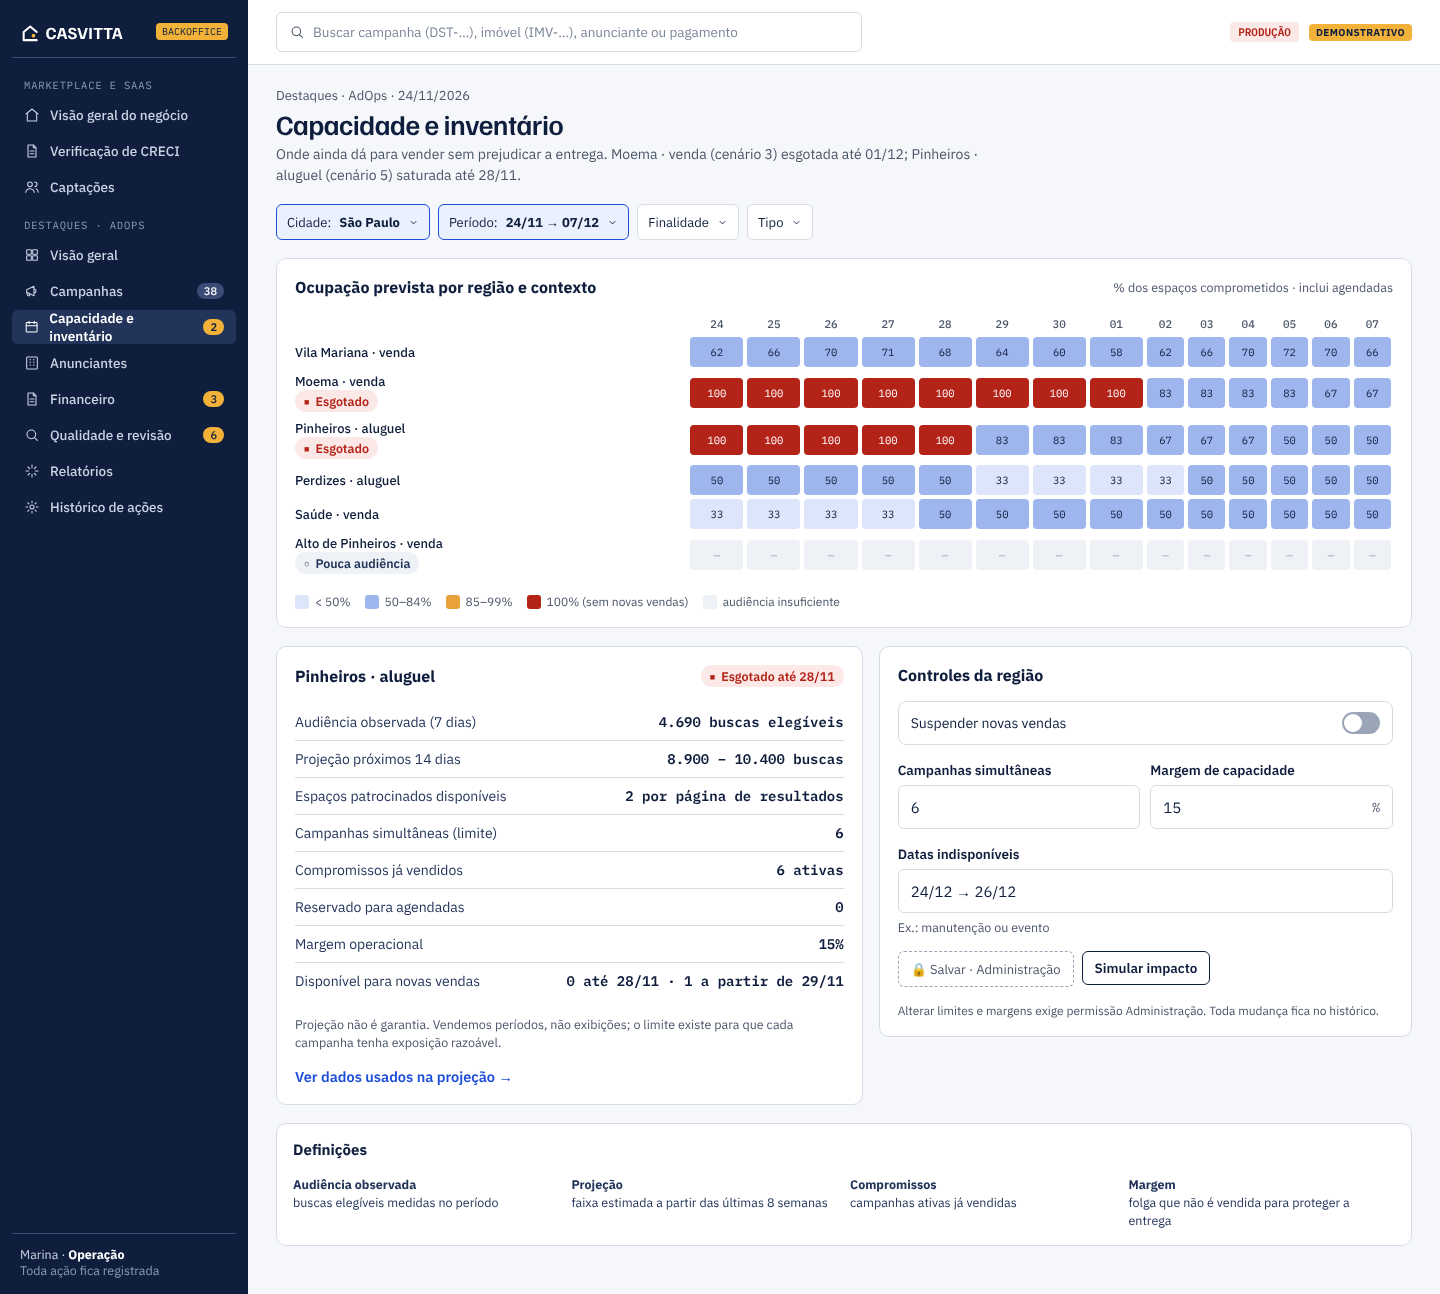 CASVITTA
BACKOFFICE
MARKETPLACE E SAAS
Visão geral do negócio
Verificação de CRECI
Captações
DESTAQUES · ADOPS
Visão geral
Campanhas 38
Capacidade e
inventário 2
Anunciantes
Financeiro 3
Qualidade e revisão 6
Relatórios
Histórico de ações
Marina · Operação
Toda ação fica registrada
Buscar campanha (DST-…), imóvel (IMV-…), anunciante ou pagamento
PRODUÇÃO DEMONSTRATIVO
Destaques · AdOps · 24/11/2026
Capacidade e inventário
Onde ainda dá para vender sem prejudicar a entrega. Moema · venda (cenário 3) esgotada até 01/12; Pinheiros ·
aluguel (cenário 5) saturada até 28/11.
Cidade: São Paulo Período: 24/11 → 07/12 Finalidade Tipo
Ocupação prevista por região e contexto
% dos espaços comprometidos · inclui agendadas
24 25 26 27 28 29 30 01 02 03 04 05 06 07
Vila Mariana · venda 62 66 70 71 68 64 60 58 62 66 70 72 70 66
Moema · venda
■ Esgotado
100 100 100 100 100 100 100 100 83 83 83 83 67 67
Pinheiros · aluguel
■ Esgotado
100 100 100 100 100 83 83 83 67 67 67 50 50 50
Perdizes · aluguel 50 50 50 50 50 33 33 33 33 50 50 50 50 50
Saúde · venda 33 33 33 33 50 50 50 50 50 50 50 50 50 50
Alto de Pinheiros · venda
○ Pouca audiência
– – – – – – – – – – – – – –
< 50% 50–84% 85–99% 100% (sem novas vendas) audiência insuficiente
Pinheiros · aluguel
■ Esgotado até 28/11
Audiência observada (7 dias) 4.690 buscas elegíveis
Projeção próximos 14 dias 8.900 – 10.400 buscas
Espaços patrocinados disponíveis 2 por página de resultados
Campanhas simultâneas (limite) 6
Compromissos já vendidos 6 ativas
Reservado para agendadas 0
Margem operacional 15%
Disponível para novas vendas 0 até 28/11 · 1 a partir de 29/11
Projeção não é garantia. Vendemos períodos, não exibições; o limite existe para que cada
campanha tenha exposição razoável.
Ver dados usados na projeção →
Controles da região
Suspender novas vendas
Campanhas simultâneas Margem de capacidade
6 15 %
Datas indisponíveis
24/12 → 26/12
Ex.: manutenção ou evento
🔒 Salvar · Administração Simular impacto
Alterar limites e margens exige permissão Administração. Toda mudança fica no histórico.
Definições
Audiência observada
buscas elegíveis medidas no período
Projeção
faixa estimada a partir das últimas 8 semanas
Compromissos
campanhas ativas já vendidas
Margem
folga que não é vendida para proteger a
entrega